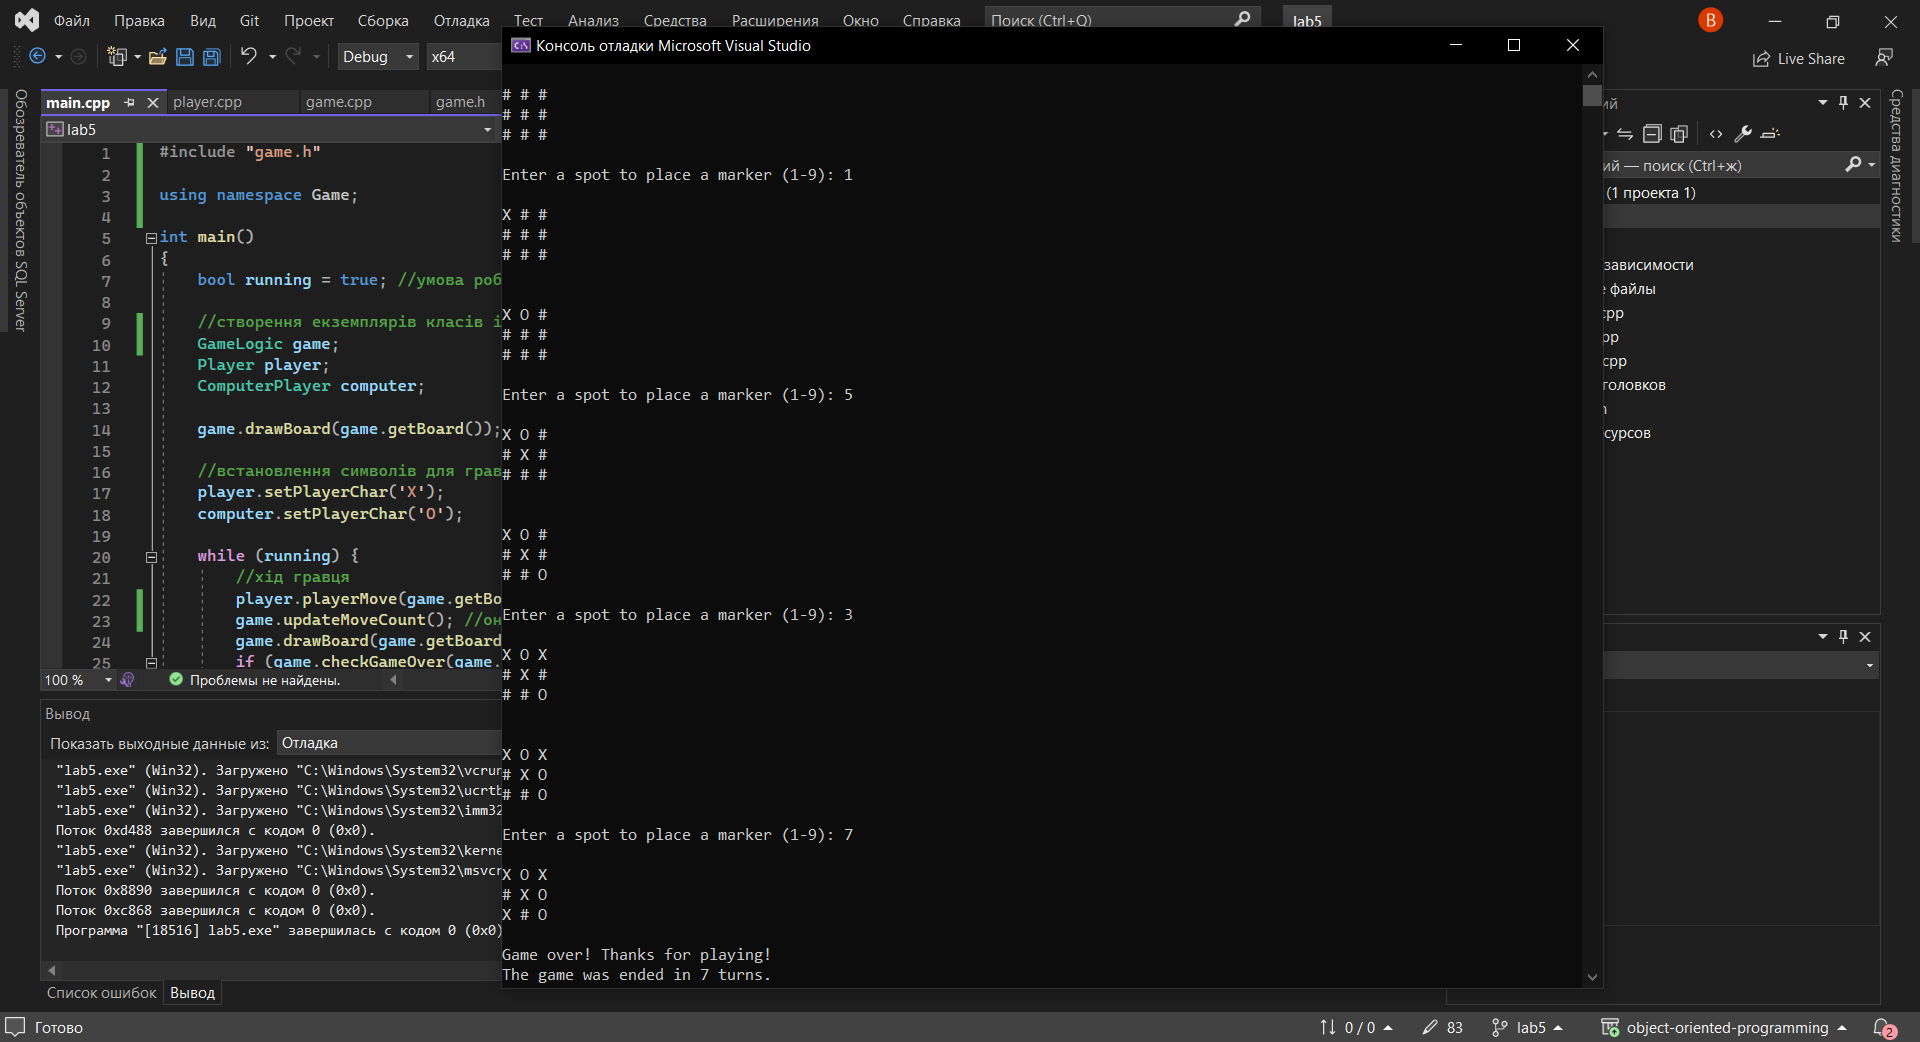 Файл Правка Вид Git Проект Сборка Отладка Тест Анализ Средства Расширения Окно Справка Поиск (Ctrl+Q) lab5 B
Debug x64 Live Share
Консоль отладки Microsoft Visual Studio
Обозреватель объектов SQL Server
main.cpp player.cpp game.cpp game.h
lab5
1 #include "game.h"
2
3 using namespace Game;
4
5 int main()
6 {
7 bool running = true; //умова роб
8
9 //створення екземплярів класів і
10 GameLogic game;
11 Player player;
12 ComputerPlayer computer;
13
14 game.drawBoard(game.getBoard());
15
16 //встановлення символів для грав
17 player.setPlayerChar('X');
18 computer.setPlayerChar('O');
19
20 while (running) {
21 //хід гравця
22 player.playerMove(game.getBo
23 game.updateMoveCount(); //он
24 game.drawBoard(game.getBoard
25 if (game.checkGameOver(game.
100 % Проблемы не найдены.
Вывод
Показать выходные данные из: Отладка
"lab5.exe" (Win32). Загружено "C:\Windows\System32\vcrun
"lab5.exe" (Win32). Загружено "C:\Windows\System32\ucrtb
"lab5.exe" (Win32). Загружено "C:\Windows\System32\imm32
Поток 0xd488 завершился с кодом 0 (0x0).
"lab5.exe" (Win32). Загружено "C:\Windows\System32\kerne
"lab5.exe" (Win32). Загружено "C:\Windows\System32\msvcr
Поток 0x8890 завершился с кодом 0 (0x0).
Поток 0xc868 завершился с кодом 0 (0x0).
Программа "[18516] lab5.exe" завершилась с кодом 0 (0x0)
Список ошибок Вывод
# # #
# # #
# # #
Enter a spot to place a marker (1-9): 1
X # #
# # #
# # #
X O #
# # #
# # #
Enter a spot to place a marker (1-9): 5
X O #
# X #
# # #
X O #
# X #
# # O
Enter a spot to place a marker (1-9): 3
X O X
# X #
# # O
X O X
# X O
# # O
Enter a spot to place a marker (1-9): 7
X O X
# X O
X # O
Game over! Thanks for playing!
The game was ended in 7 turns.
ий
ий — поиск (Ctrl+ж)
(1 проекта 1)
зависимости
е файлы
cpp
pp
cpp
головков
h
сурсов
Средства диагностики
Готово 0 / 0 83 lab5 object-oriented-programming 2